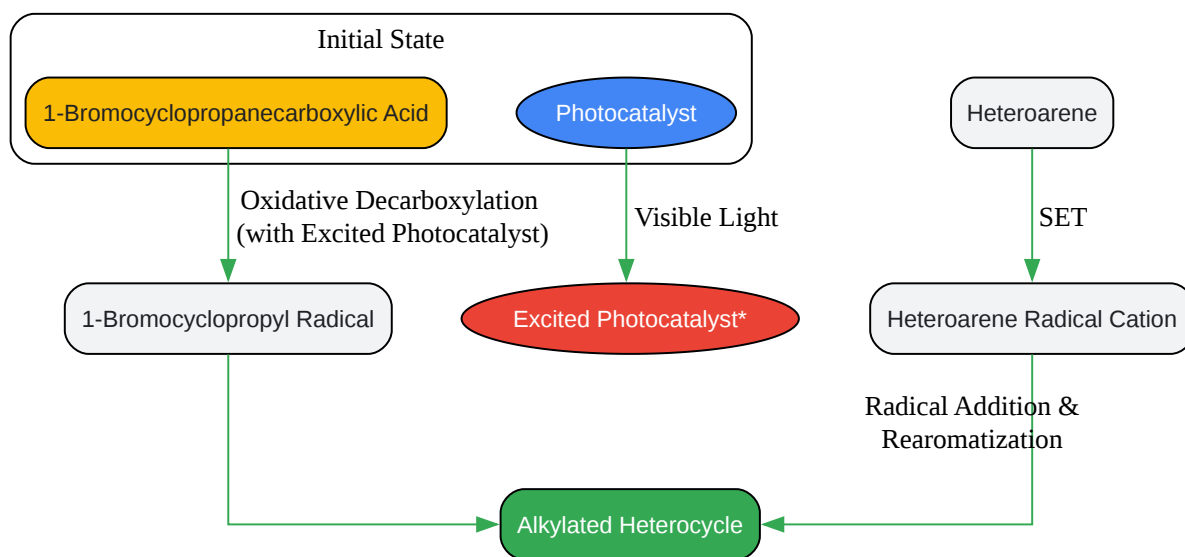 Initial State
1-Bromocyclopropanecarboxylic Acid
Photocatalyst
Heteroarene
Oxidative Decarboxylation
(with Excited Photocatalyst)
Visible Light
SET
1-Bromocyclopropyl Radical
Excited Photocatalyst*
Heteroarene Radical Cation
Radical Addition &
Rearomatization
Alkylated Heterocycle